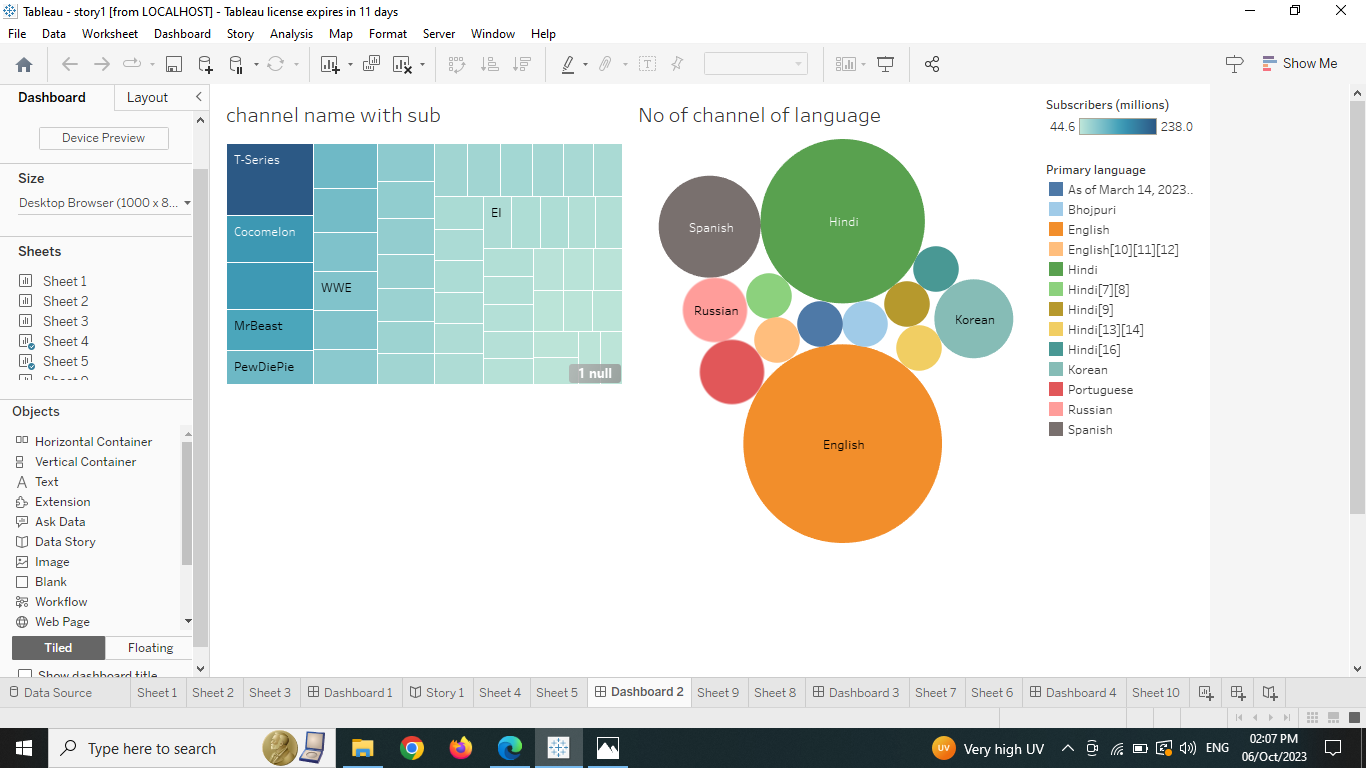 Tableau - story1 [from LOCALHOST] - Tableau license expires in 11 days
File Data Worksheet Dashboard Story Analysis Map Format Server Window Help
Show Me
Dashboard Layout
Device Preview
Size
Desktop Browser (1000 x 8...
Sheets
Sheet 1
Sheet 2
Sheet 3
Sheet 4
Sheet 5
Objects
Horizontal Container
Vertical Container
Text
Extension
Ask Data
Data Story
Image
Blank
Workflow
Web Page
Tiled Floating
Show dashboard title
channel name with sub
T-Series
Cocomelon
MrBeast
PewDiePie
WWE
El
1 null
No of channel of language
Spanish
Hindi
Russian
Korean
English
Subscribers (millions)
44.6 238.0
Primary language
As of March 14, 2023..
Bhojpuri
English
English[10][11][12]
Hindi
Hindi[7][8]
Hindi[9]
Hindi[13][14]
Hindi[16]
Korean
Portuguese
Russian
Spanish
Data Source Sheet 1 Sheet 2 Sheet 3 Dashboard 1 Story 1 Sheet 4 Sheet 5 Dashboard 2 Sheet 9 Sheet 8 Dashboard 3 Sheet 7 Sheet 6 Dashboard 4 Sheet 10
Type here to search
UV
Very high UV
ENG
02:07 PM
06/Oct/2023